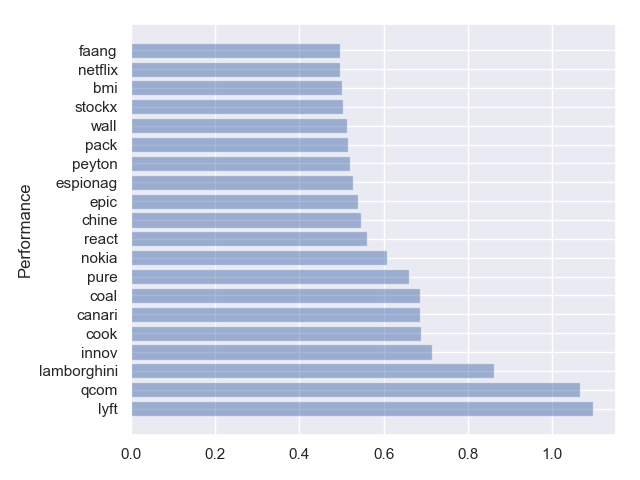 faang
netflix
bmi
stockx
wall
pack
peyton
espionag
epic
chine
react
nokia
pure
coal
canari
cook
innov
lamborghini
qcom
lyft
Performance
0.0 0.2 0.4 0.6 0.8 1.0